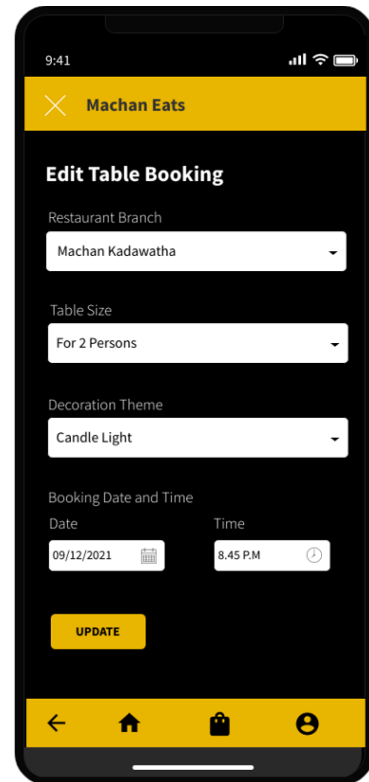 9:41
Machan Eats
Edit Table Booking
Restaurant Branch
Machan Kadawatha
Table Size
For 2 Persons
Decoration Theme
Candle Light
Booking Date and Time
Date Time
09/12/2021 8.45 P.M
UPDATE